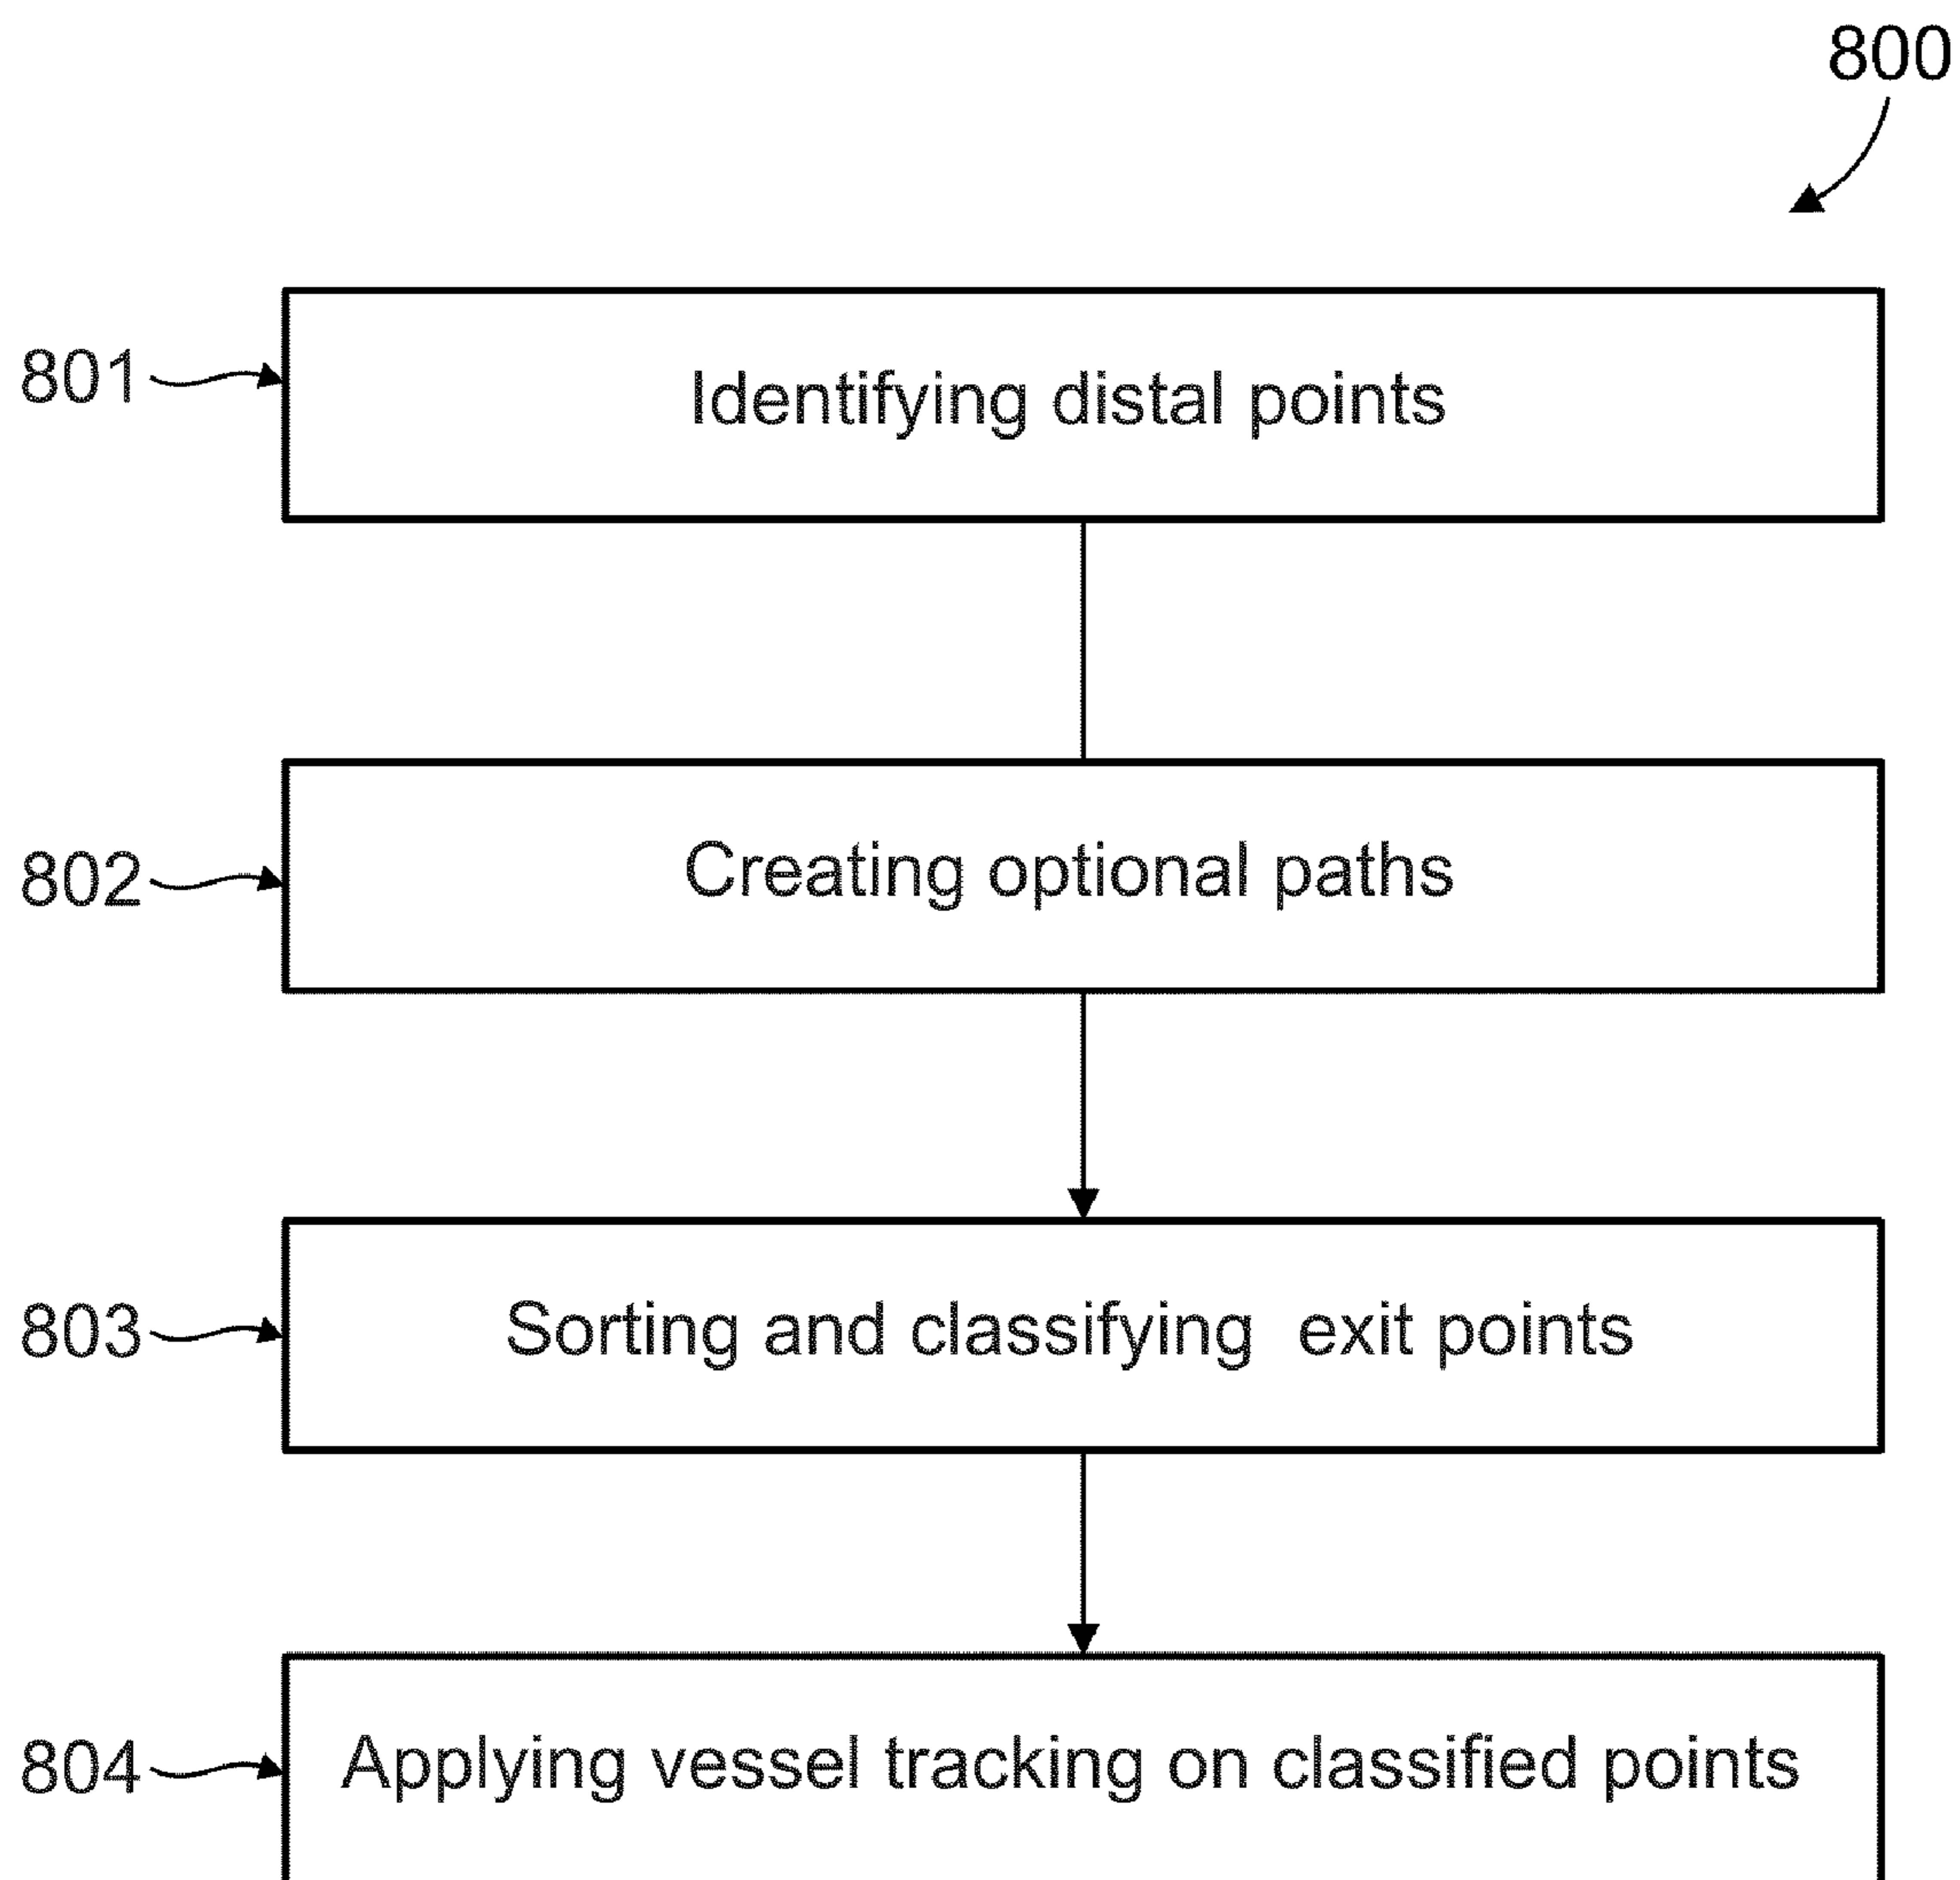 800
801
Identifying distal points
802
Creating optional paths
803
Sorting and classifying  exit points
804
Applying vessel tracking on classified points